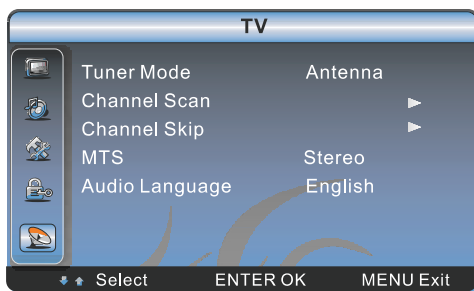 TV
Tuner Mode Antenna
Channel Scan
Channel Skip
MTS Stereo
Audio Language English
Select ENTER OK MENU Exit